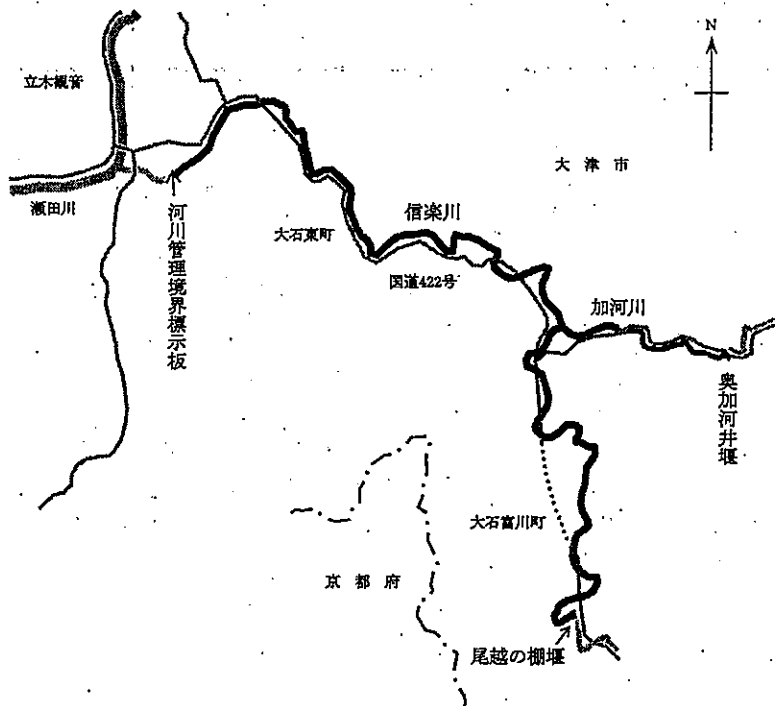 N
立木観音
大津市
瀬田川
信楽川
河川管理境界標示板
大石東町
国道422号
加河川
奥加河井堰
大石富川町
京都府
尾越の棚堰